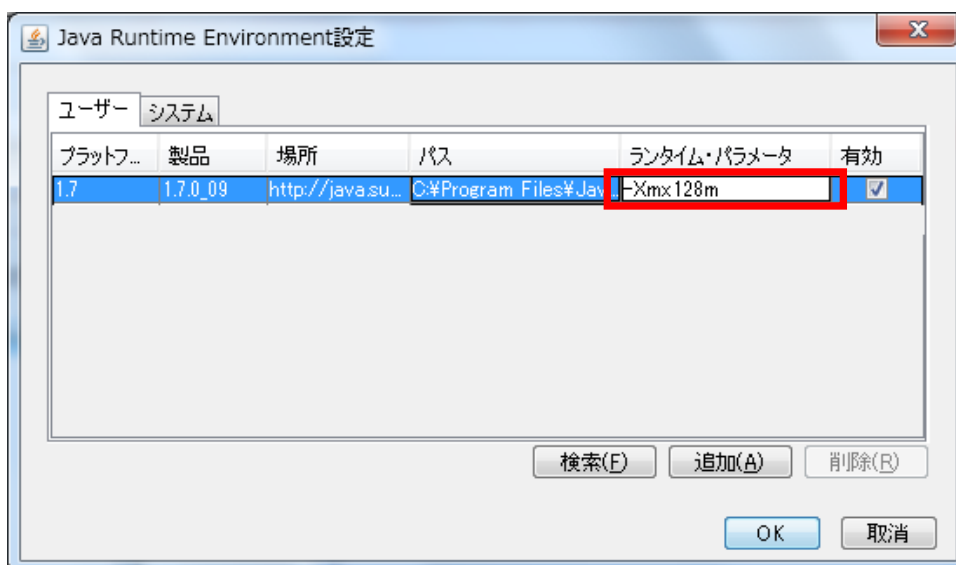 Java Runtime Environment設定
ユーザー システム
プラットフ... 製品 場所 パス ランタイム・パラメータ 有効
1.7 1.7.0_09 http://java.su... C:¥Program Files¥Jav... -Xmx128m
検索(F) 追加(A) 削除(R)
OK 取消